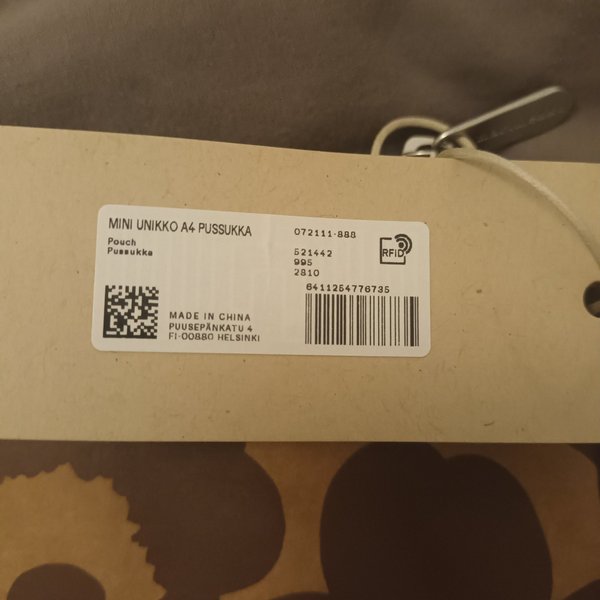 MINI UNIKKO A4 PUSSUKKA
072111-888
Pouch
Pussukka
521442
995
2810
RFID
6411254776735
MADE IN CHINA
PUUSEPÄNKATU 4
FI-00880 HELSINKI